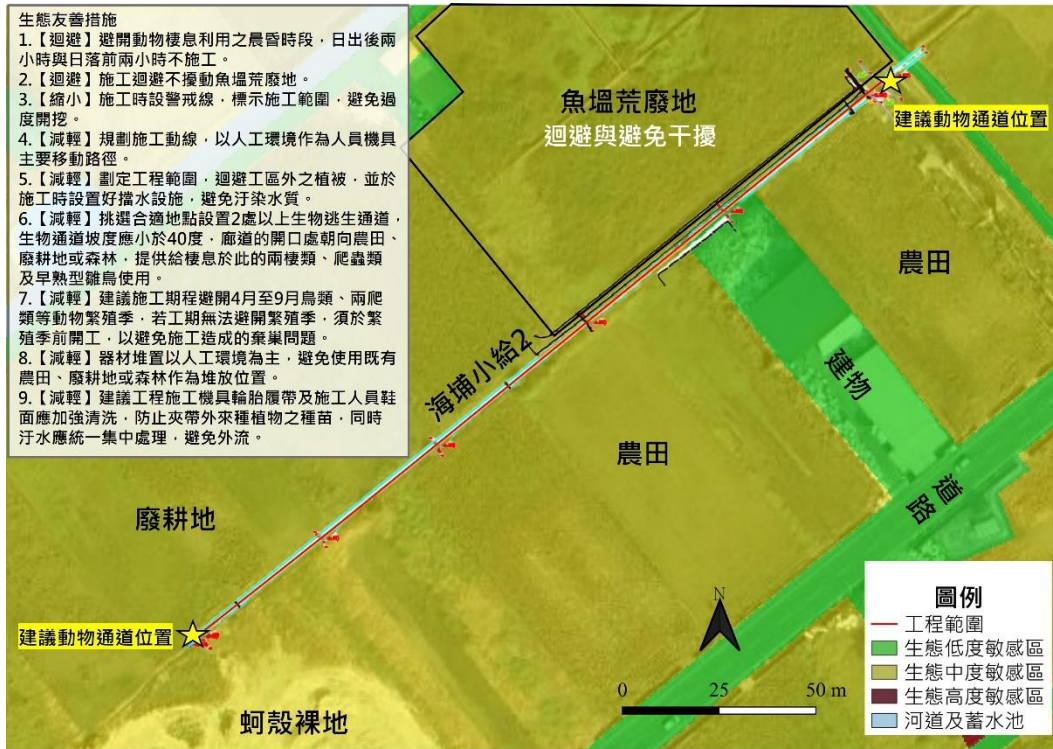 生態友善措施
1.【迴避】避開動物棲息利用之晨昏時段，日出後兩
小時與日落前兩小時不施工。
2.【迴避】施工迴避不擾動魚塭荒廢地。
3.【縮小】施工時設警戒線，標示施工範圍，避免過
度開挖。
4.【減輕】規劃施工動線，以人工環境作為人員機具
主要移動路徑。
5.【減輕】劃定工程範圍，迴避工區外之植被，並於
施工時設置好擋水設施，避免汙染水質。
6.【減輕】挑選合適地點設置2處以上生物逃生通道，
生物通道坡度應小於40度，廊道的開口處朝向農田、
廢耕地或森林，提供給棲息於此的兩棲類、爬蟲類
及早熟型雛鳥使用。
7.【減輕】建議施工期程避開4月至9月鳥類、兩爬
類等動物繁殖季，若工期無法避開繁殖季，須於繁
殖季前開工，以避免施工造成的棄巢問題。
8.【減輕】器材堆置以人工環境為主，避免使用既有
農田、廢耕地或森林作為堆放位置。
9.【減輕】建議工程施工機具輪胎履帶及施工人員鞋
面應加強清洗，防止夾帶外來種植物之種苗，同時
汙水應統一集中處理，避免外流。
魚塭荒廢地
迴避與避免干擾
建議動物通道位置
農田
海埔小給2
建物
農田
道路
廢耕地
建議動物通道位置
蚵殼裸地
N
0 25 50 m
圖例
工程範圍
生態低度敏感區
生態中度敏感區
生態高度敏感區
河道及蓄水池